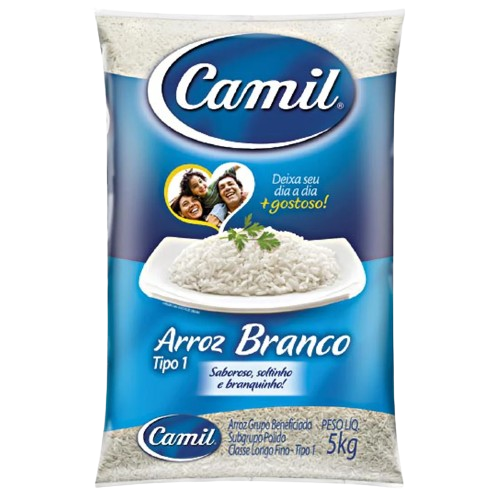 Camil®
Deixa seu
dia a dia
+gostoso!
Arroz Branco
Tipo 1
Saboroso, soltinho
e branquinho!
Camil
Arroz Grupo Beneficiado
Subgrupo Polido
Classe Longo Fino - Tipo 1
PESO LÍQ.
5kg